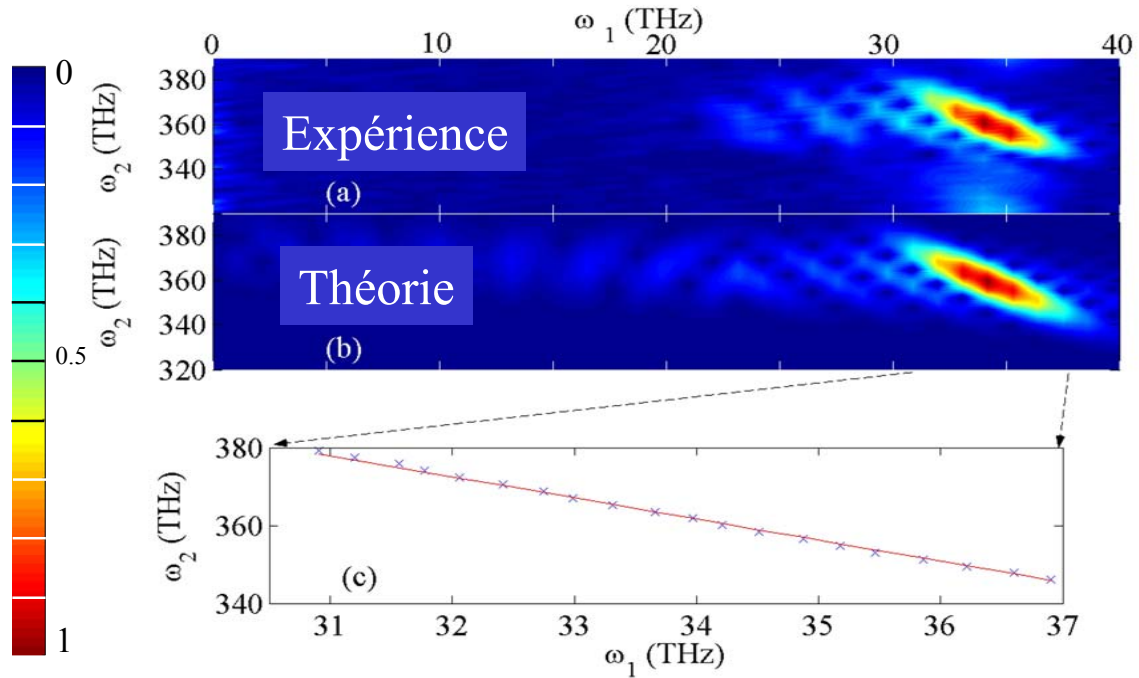 ω 1 (THz)
0 10 20 30 40
0
0.5
1
ω2 (THz)
380
360
340
Expérience
(a)
ω2 (THz)
380
360
340
320
Théorie
(b)
ω2 (THz)
380
360
340
(c)
31 32 33 34 35 36 37
ω1 (THz)